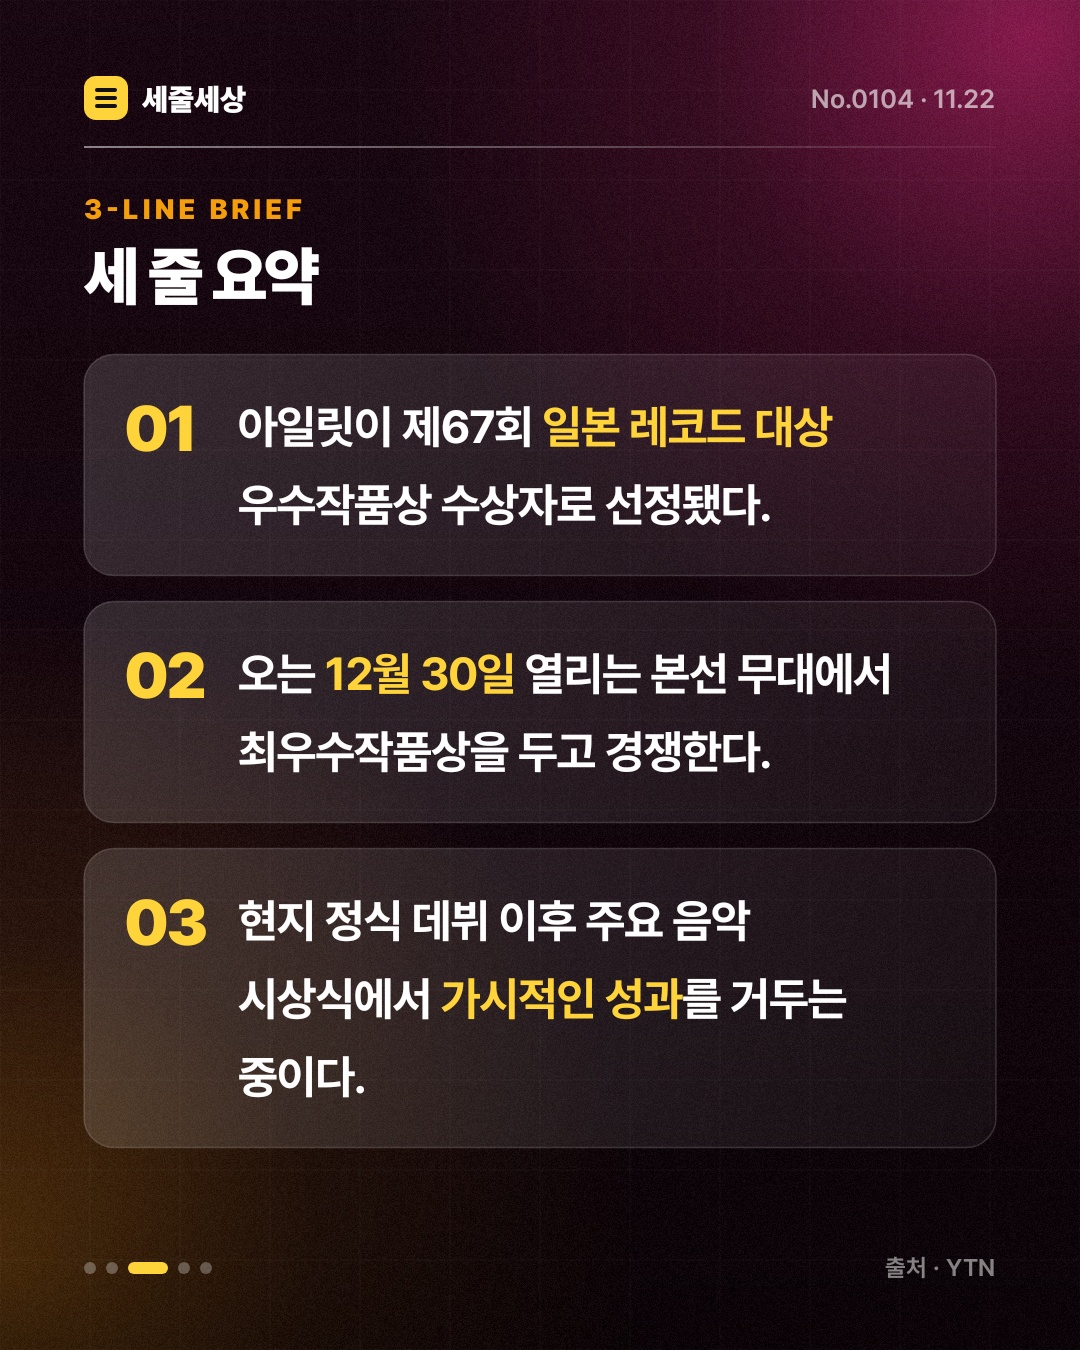 세줄세상
No.0104 · 11.22
3-LINE BRIEF
세 줄 요약
01
아일릿이 제67회 일본 레코드 대상
우수작품상 수상자로 선정됐다.
02
오는 12월 30일 열리는 본선 무대에서
최우수작품상을 두고 경쟁한다.
03
현지 정식 데뷔 이후 주요 음악
시상식에서 가시적인 성과를 거두는
중이다.
출처 · YTN